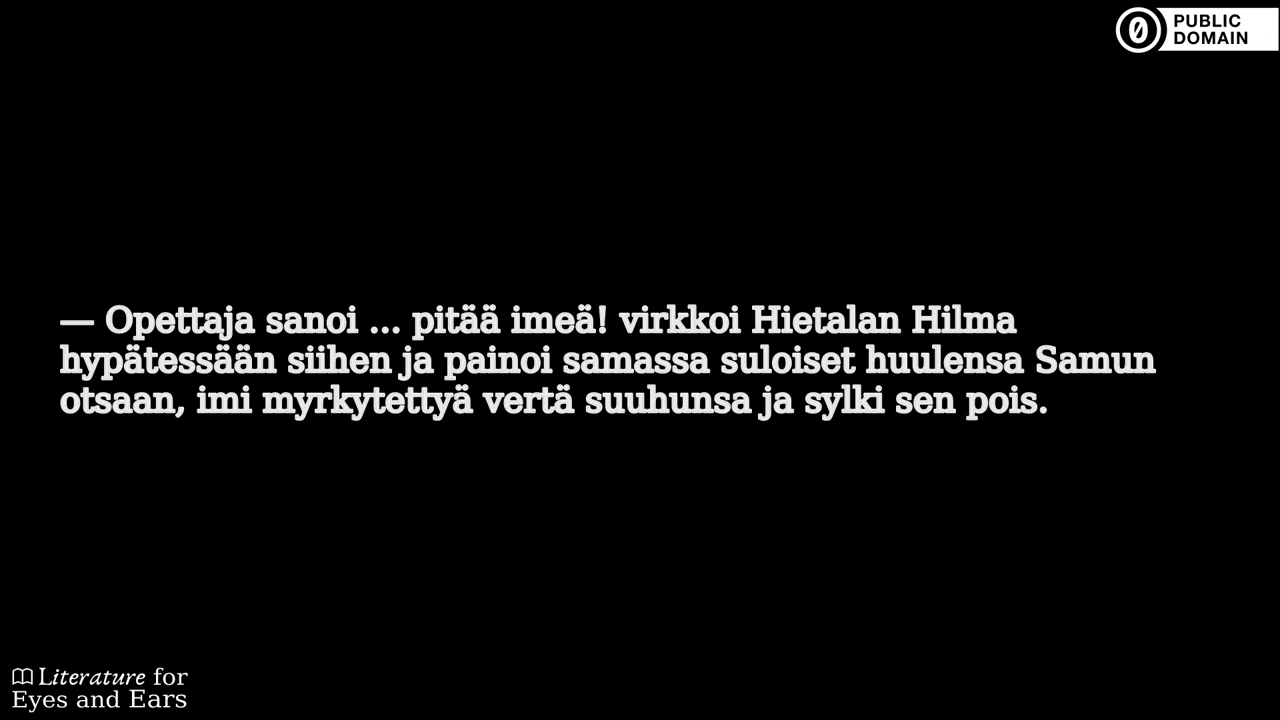 PUBLIC
DOMAIN
— Opettaja sanoi ... pitää imeä! virkkoi Hietalan Hilma
hypätessään siihen ja painoi samassa suloiset huulensa Samun
otsaan, imi myrkytettyä vertä suuhunsa ja sylki sen pois.
Literature for
Eyes and Ears